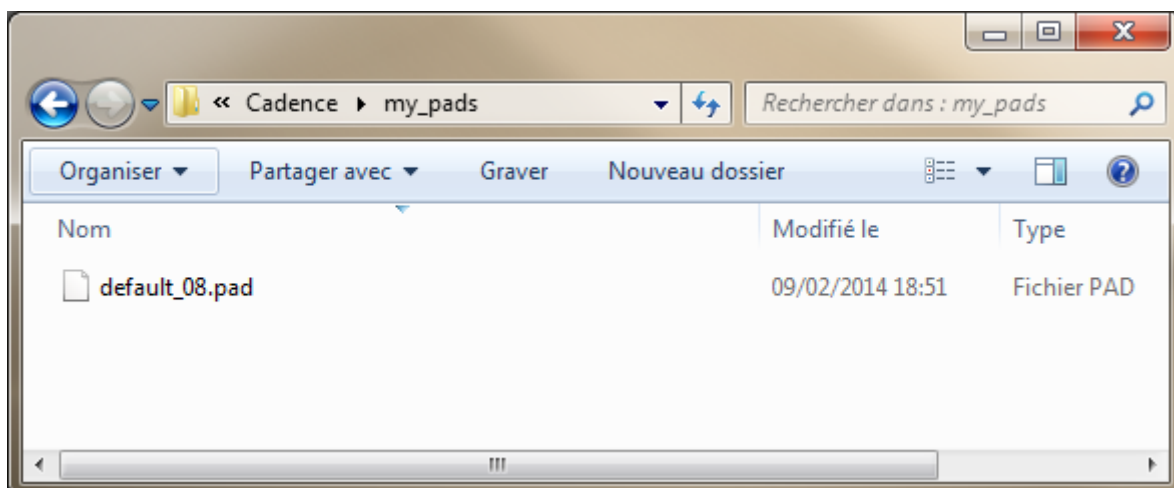 « Cadence my_pads Rechercher dans : my_pads
Organiser Partager avec Graver Nouveau dossier
Nom Modifié le Type
default_08.pad 09/02/2014 18:51 Fichier PAD